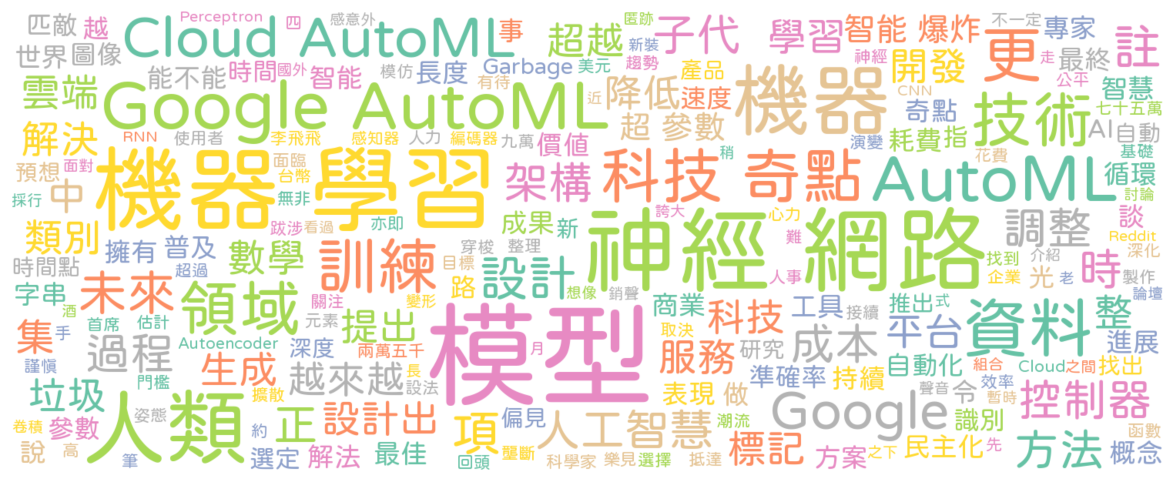 匹敵 越 Perceptron 四 感意外 事 匿跡 子代 學習 智能 爆炸 不一定 專家
世界 圖像 Cloud AutoML 超越 新裝 更 走 最終 註
能不能 時間 國外 智能 模仿 長度 Garbage 美元 趨勢 產品 神經 開發 公平
雲端 Google AutoML 有待 近 降低 速度 機器 CNN 智慧
解決 RNN 使用者 李飛飛 感知器 人力 編碼器 九萬 價值 超 參數 奇點 技術 七十五萬
預想 面對 機器 學習 架構 科技 奇點 演變 耗費 指 AI 自動
採行 中 面臨 台幣 無非 稍 AutoML 花費 循環 基礎
類別 擁有 普及 跋涉 看過 亦即 成果 新 神經 網路 誇大 心力 調整 談 討論
時間點 超過 數學 訓練 穿梭 整理 難 找到 Reddit
字串 酒 未來 領域 目標 路 設計 想像 銷聲 人事 企業 光 介紹 老 時 深化
集 手 首席 估計 關注 元素 變形 提出 模型 商業 工具 接續 推出 式 資料 製作 整 論壇
謹慎 過程 Autoencoder 深度 兩萬五千 月 取決 科技 平台 進展
垃圾 門檻 生成 越來越 長 設法 服務 研究 成本 自動化 組合 Cloud 之間 找出
卷積 姿態 人類 擴散 表現 做 準確率 持續 聲音 令 效率 暫時 控制器
參數 約 正 設計出 偏見 項 人工智慧 潮流 Google 識別 函數
說 高 筆 選定 解法 最佳 回頭 壟斷 科學家 樂見 選擇 抵達 標記 方案 之下 民主化 先 方法 概念